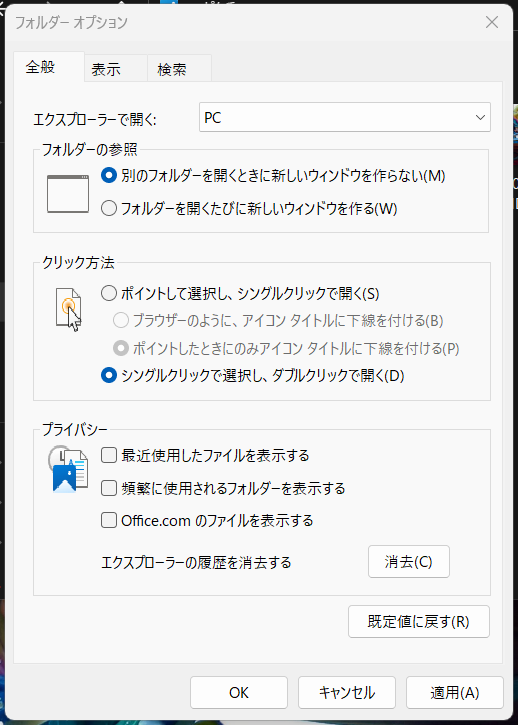 フォルダー オプション
全般
表示
検索
エクスプローラーで開く:
PC
フォルダーの参照
別のフォルダーを開くときに新しいウィンドウを作らない(M)
フォルダーを開くたびに新しいウィンドウを作る(W)
クリック方法
ポイントして選択し、シングルクリックで開く(S)
ブラウザーのように、アイコン タイトルに下線を付ける(B)
ポイントしたときにのみアイコン タイトルに下線を付ける(P)
シングルクリックで選択し、ダブルクリックで開く(D)
プライバシー
最近使用したファイルを表示する
頻繁に使用されるフォルダーを表示する
Office.com のファイルを表示する
エクスプローラーの履歴を消去する
消去(C)
既定値に戻す(R)
OK
キャンセル
適用(A)